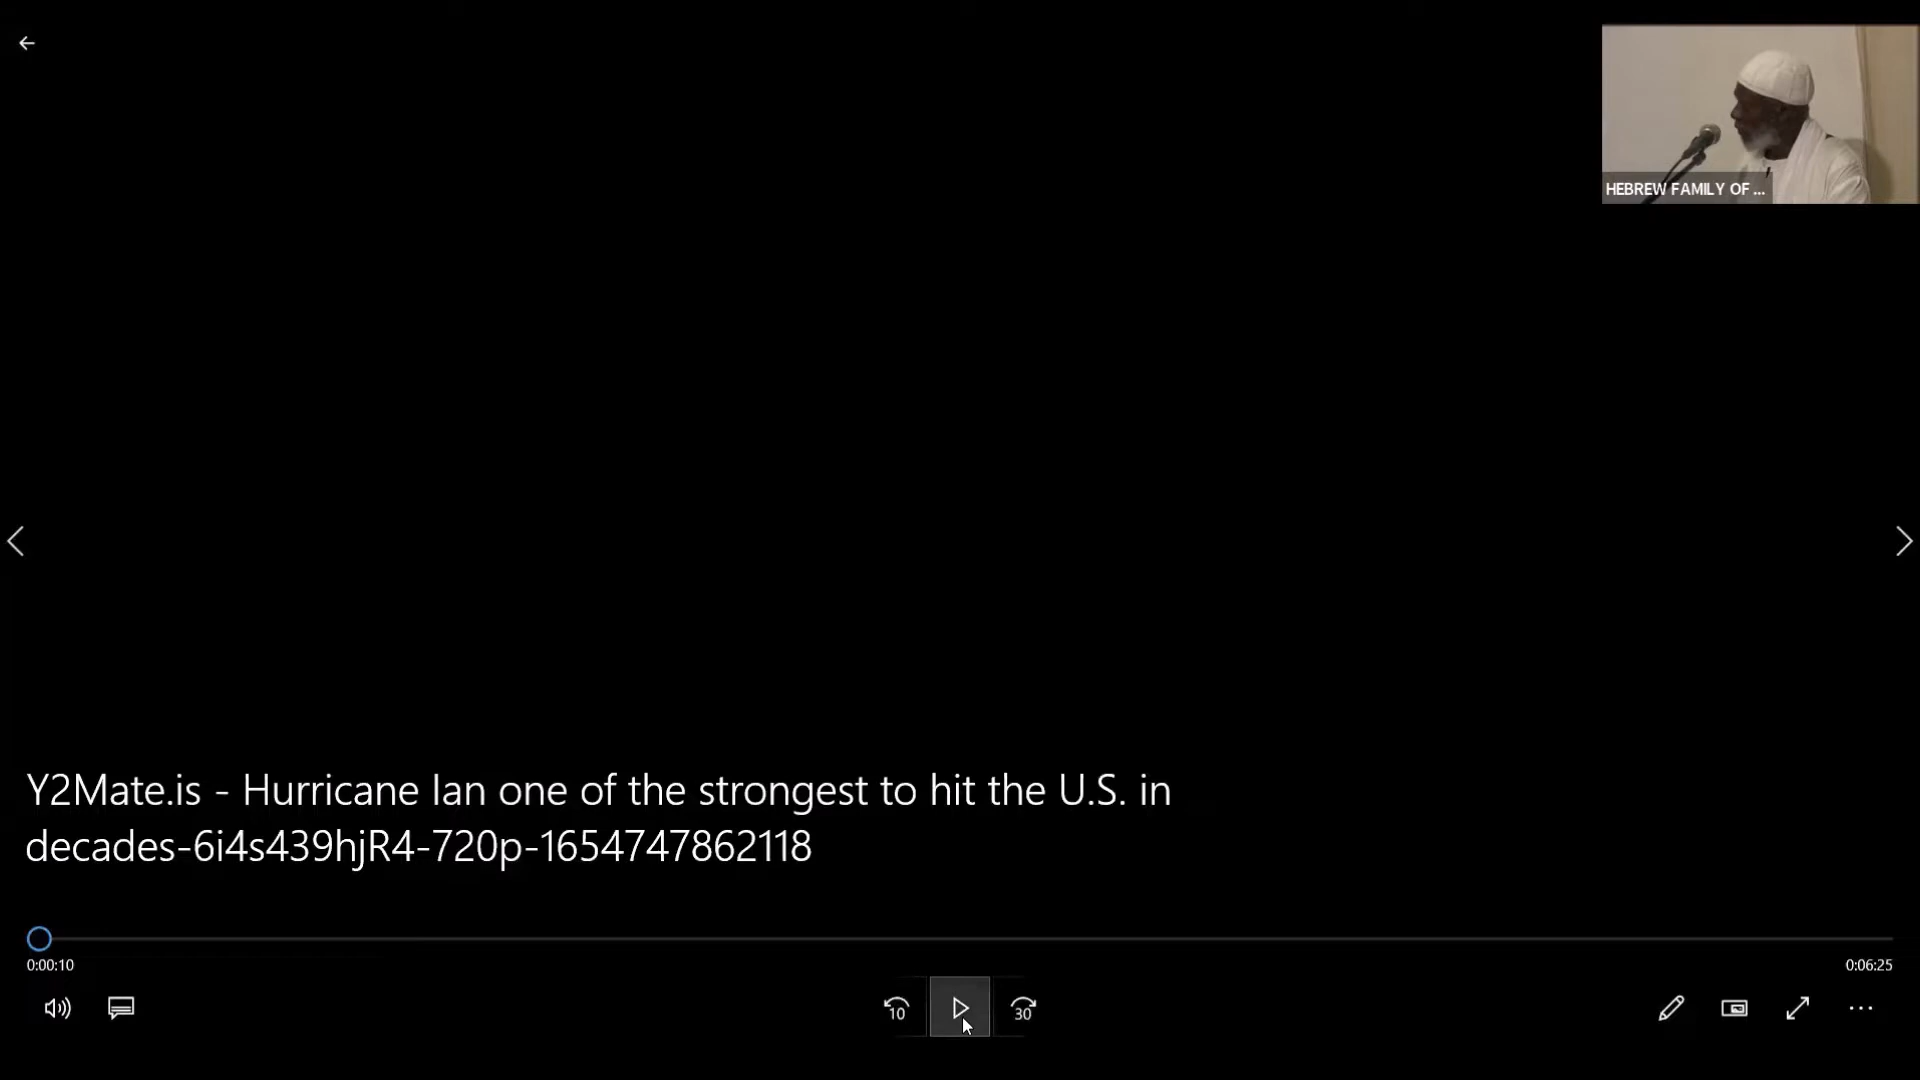 HEBREW FAMILY OF ...
Y2Mate.is - Hurricane Ian one of the strongest to hit the U.S. in
decades-6i4s439hjR4-720p-1654747862118
0:00:10
0:06:25
10
30